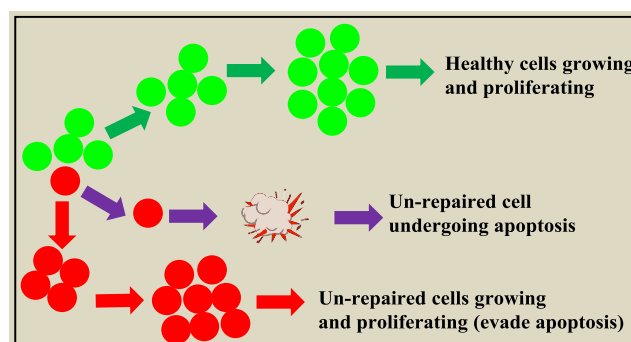 Healthy cells growing
and proliferating
Un-repaired cell
undergoing apoptosis
Un-repaired cells growing
and proliferating (evade apoptosis)